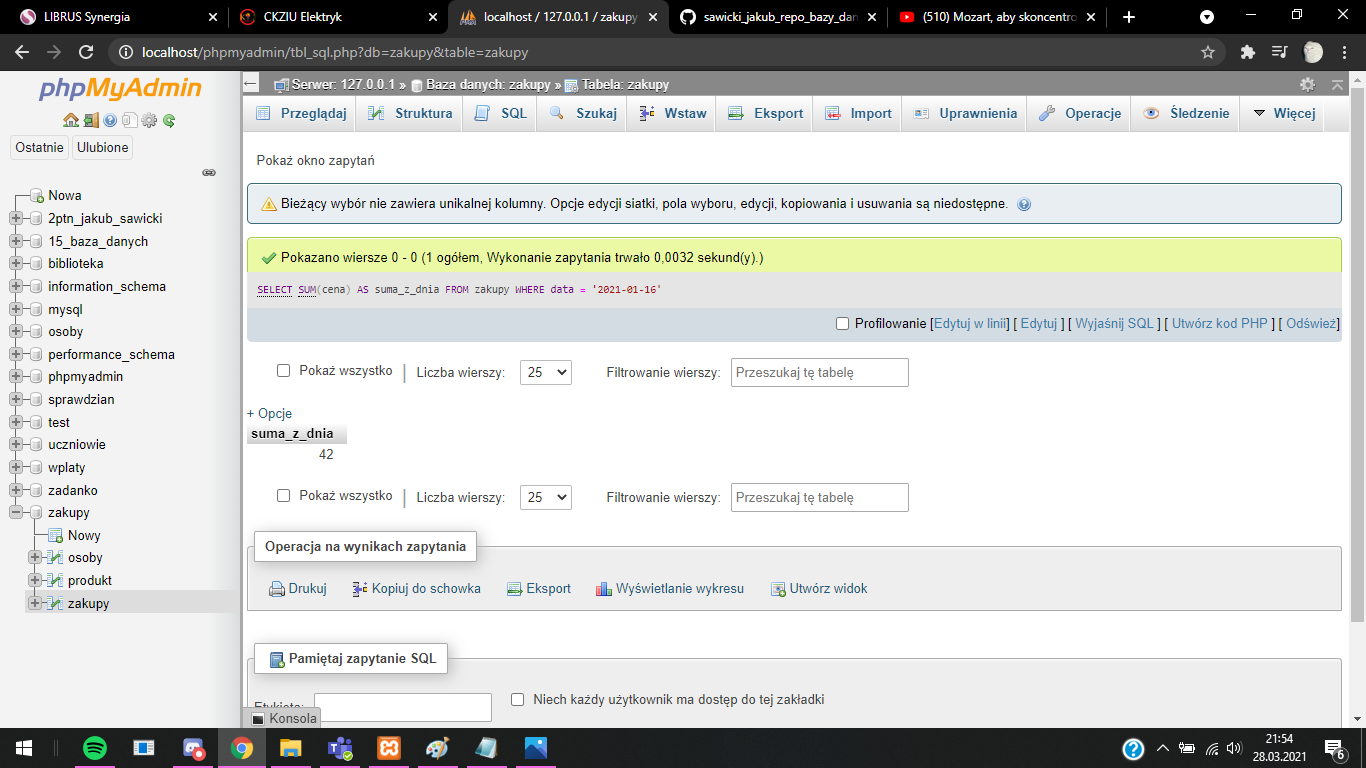 LIBRUS Synergia
CKZiU Elektryk
localhost / 127.0.0.1 / zakupy
sawicki_jakub_repo_bazy_dan
(510) Mozart, aby skoncentro
localhost/phpmyadmin/tbl_sql.php?db=zakupy&table=zakupy
phpMyAdmin
Ostatnie Ulubione
Nowa
2ptn_jakub_sawicki
15_baza_danych
biblioteka
information_schema
mysql
osoby
performance_schema
phpmyadmin
sprawdzian
test
uczniowie
wplaty
zadanko
zakupy
Nowy
osoby
produkt
zakupy
Serwer: 127.0.0.1 » Baza danych: zakupy » Tabela: zakupy
Przeglądaj Struktura SQL Szukaj Wstaw Eksport Import Uprawnienia Operacje Śledzenie Więcej
Pokaż okno zapytań
Bieżący wybór nie zawiera unikalnej kolumny. Opcje edycji siatki, pola wyboru, edycji, kopiowania i usuwania są niedostępne.
Pokazano wiersze 0 - 0 (1 ogółem, Wykonanie zapytania trwało 0,0032 sekund(y).)
SELECT SUM(cena) AS suma_z_dnia FROM zakupy WHERE data = '2021-01-16'
Profilowanie [Edytuj w linii] [ Edytuj ] [ Wyjaśnij SQL ] [ Utwórz kod PHP ] [ Odśwież]
Pokaż wszystko | Liczba wierszy: 25 Filtrowanie wierszy: Przeszukaj tę tabelę
+ Opcje
suma_z_dnia
42
Pokaż wszystko | Liczba wierszy: 25 Filtrowanie wierszy: Przeszukaj tę tabelę
Operacja na wynikach zapytania
Drukuj Kopiuj do schowka Eksport Wyświetlanie wykresu Utwórz widok
Pamiętaj zapytanie SQL
Etykieta: Niech każdy użytkownik ma dostęp do tej zakładki
Konsola
21:54
28.03.2021
6